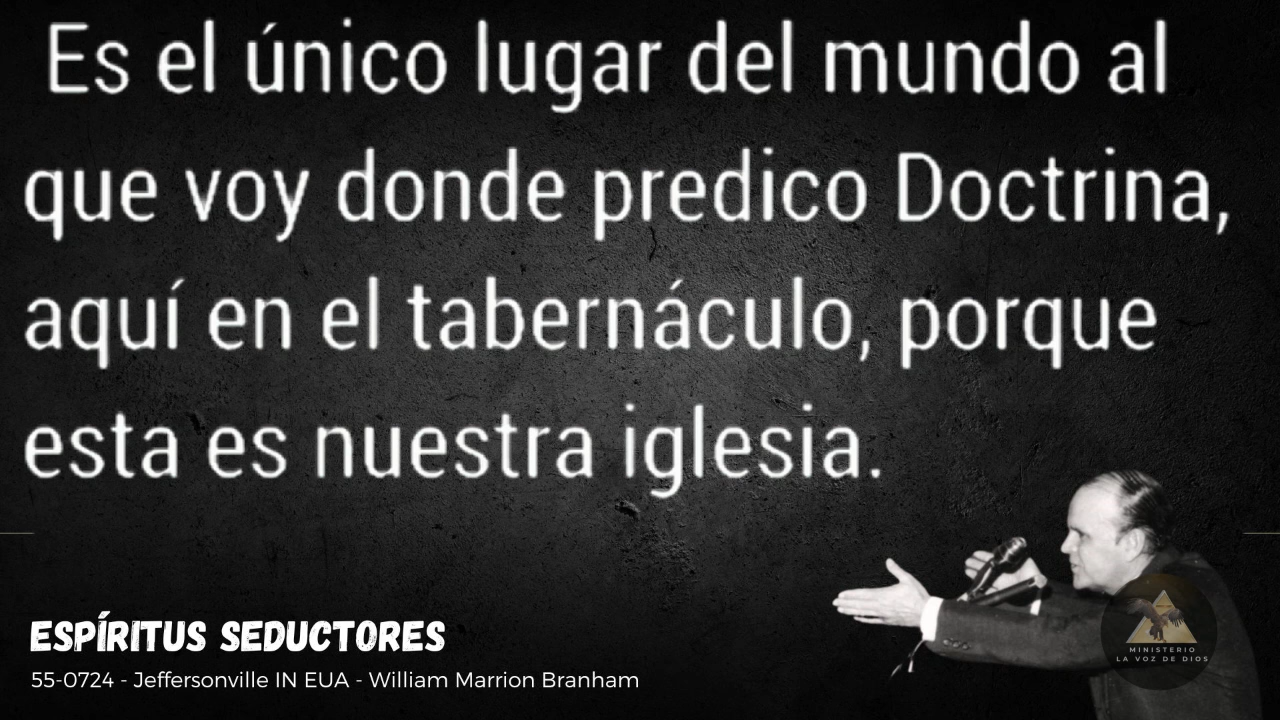 Es el único lugar del mundo al
que voy donde predico Doctrina,
aquí en el tabernáculo, porque
esta es nuestra iglesia.
ESPÍRITUS SEDUCTORES
55-0724 - Jeffersonville IN EUA - William Marrion Branham
MINISTERIO
LA VOZ DE DIOS